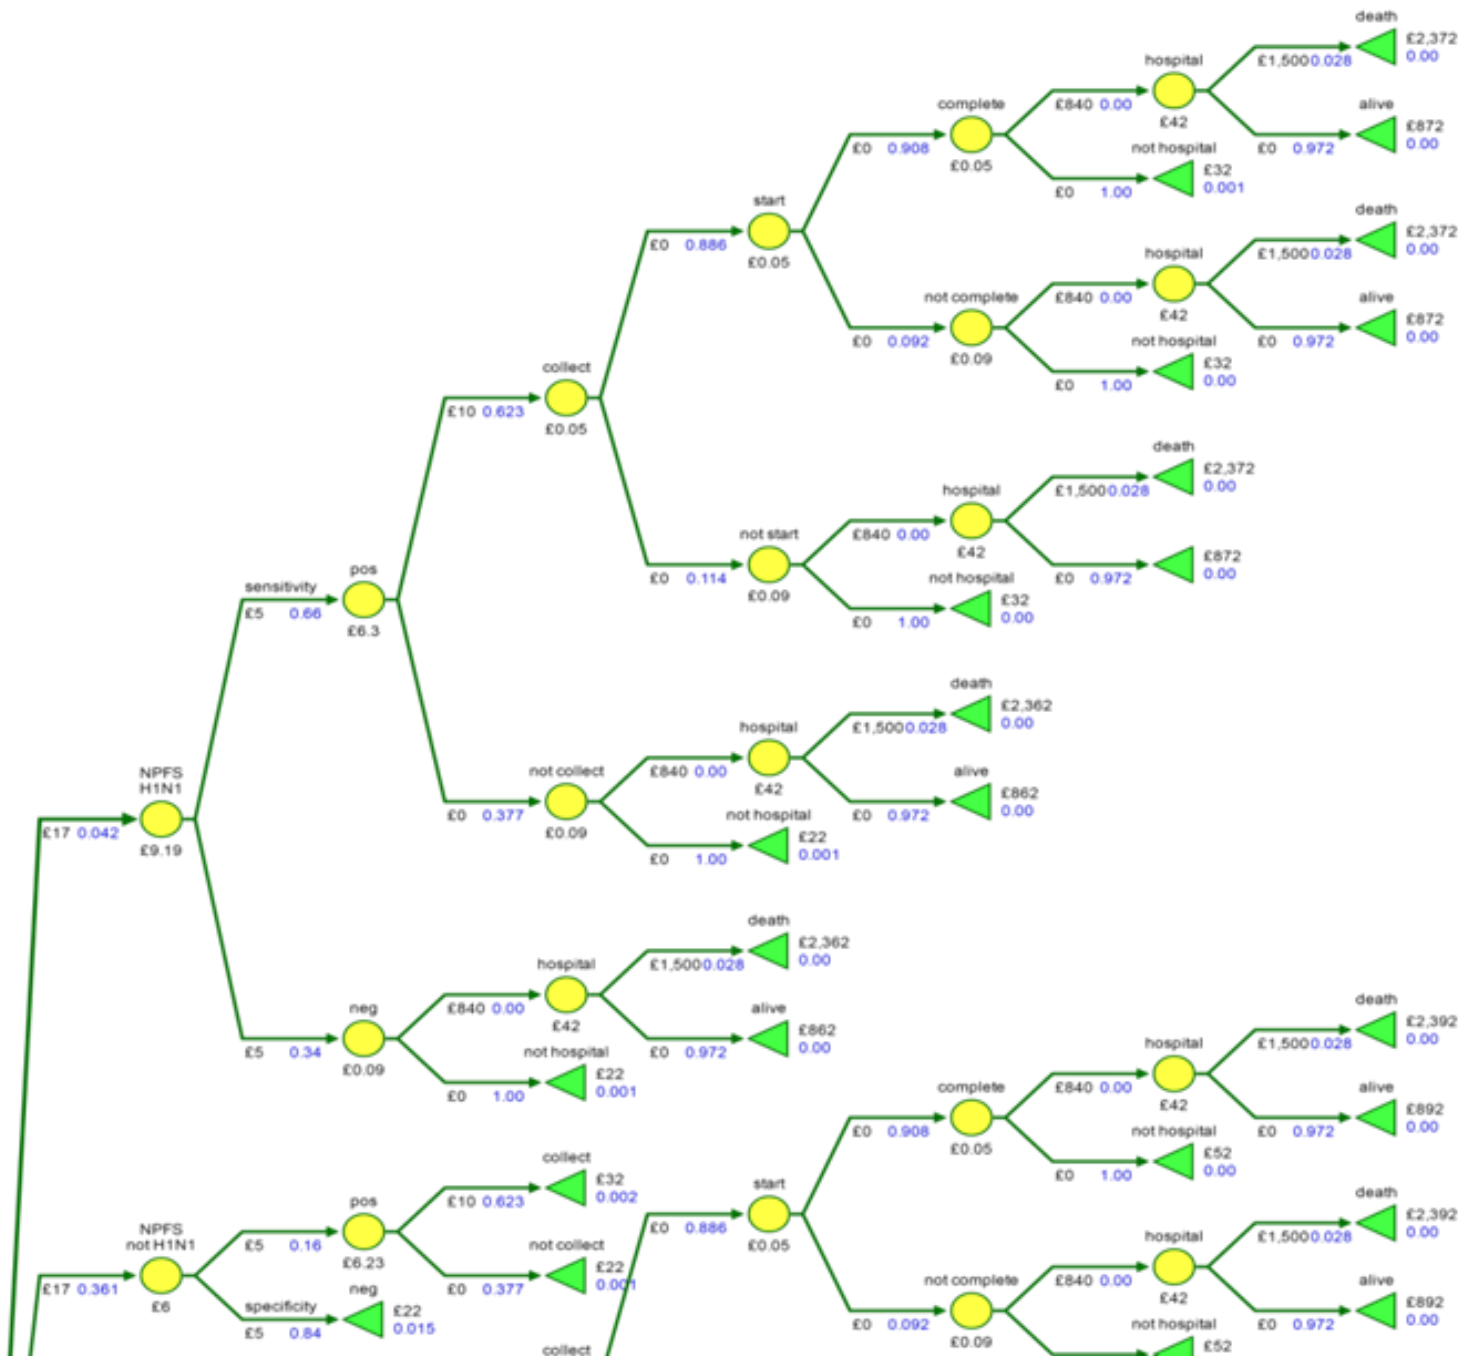 death
£2,372
0.00
hospital
£1,500 0.028
complete
£840 0.00
alive
£42
£872
0.00
£0 0.908
not hospital
£0 0.972
£0.05
£32
0.001
£0 1.00
start
death
£2,372
0.00
£0 0.886
hospital
£1,500 0.028
£0.05
not complete
£840 0.00
alive
£42
£872
0.00
£0 0.092
not hospital
£0 0.972
£0.09
£32
0.00
collect
£0 1.00
£10 0.623
£0.05
death
£2,372
0.00
hospital
£1,500 0.028
not start
£840 0.00
£42
£872
0.00
£0 0.114
not hospital
£0 0.972
£0.09
£32
0.00
£0 1.00
pos
sensitivity
£5 0.66
£6.3
death
£2,362
0.00
hospital
£1,500 0.028
not collect
£840 0.00
alive
£42
£862
0.00
£0 0.377
not hospital
£0 0.972
£0.09
£22
0.001
£0 1.00
NPFS
H1N1
£17 0.042
£9.19
death
£2,362
0.00
hospital
£1,500 0.028
neg
£840 0.00
alive
£42
£862
0.00
£5 0.34
not hospital
£0 0.972
£0.09
£22
0.001
£0 1.00
death
£2,392
0.00
hospital
£1,500 0.028
complete
£840 0.00
alive
£42
£892
0.00
£0 0.908
not hospital
£0 0.972
£0.05
£52
0.00
£0 1.00
collect
£32
0.002
start
pos
£10 0.623
£0 0.886
£0.05
NPFS
not H1N1
£5 0.16
£6.23
not collect
£22
0.001
£0 0.377
£17 0.361
£6
specificity
neg
£22
0.015
£5 0.84
death
£2,392
0.00
hospital
£1,500 0.028
not complete
£840 0.00
alive
£42
£892
0.00
£0 0.092
not hospital
£0 0.972
£0.09
£52
collect